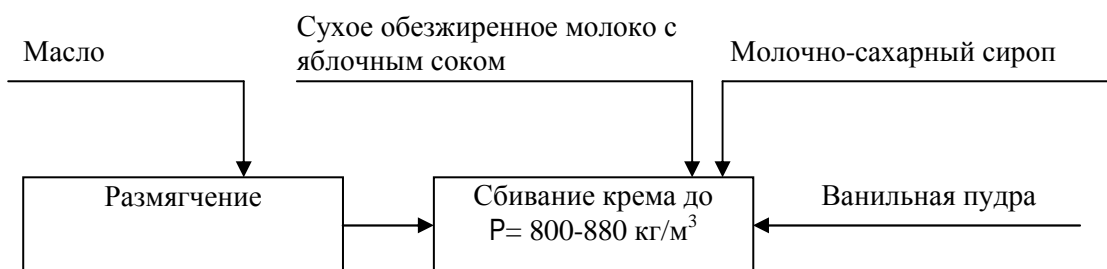 Масло
Сухое обезжиренное молоко с
яблочным соком
Молочно-сахарный сироп
Размягчение
Сбивание крема до
Р= 800-880 кг/м³
Ванильная пудра